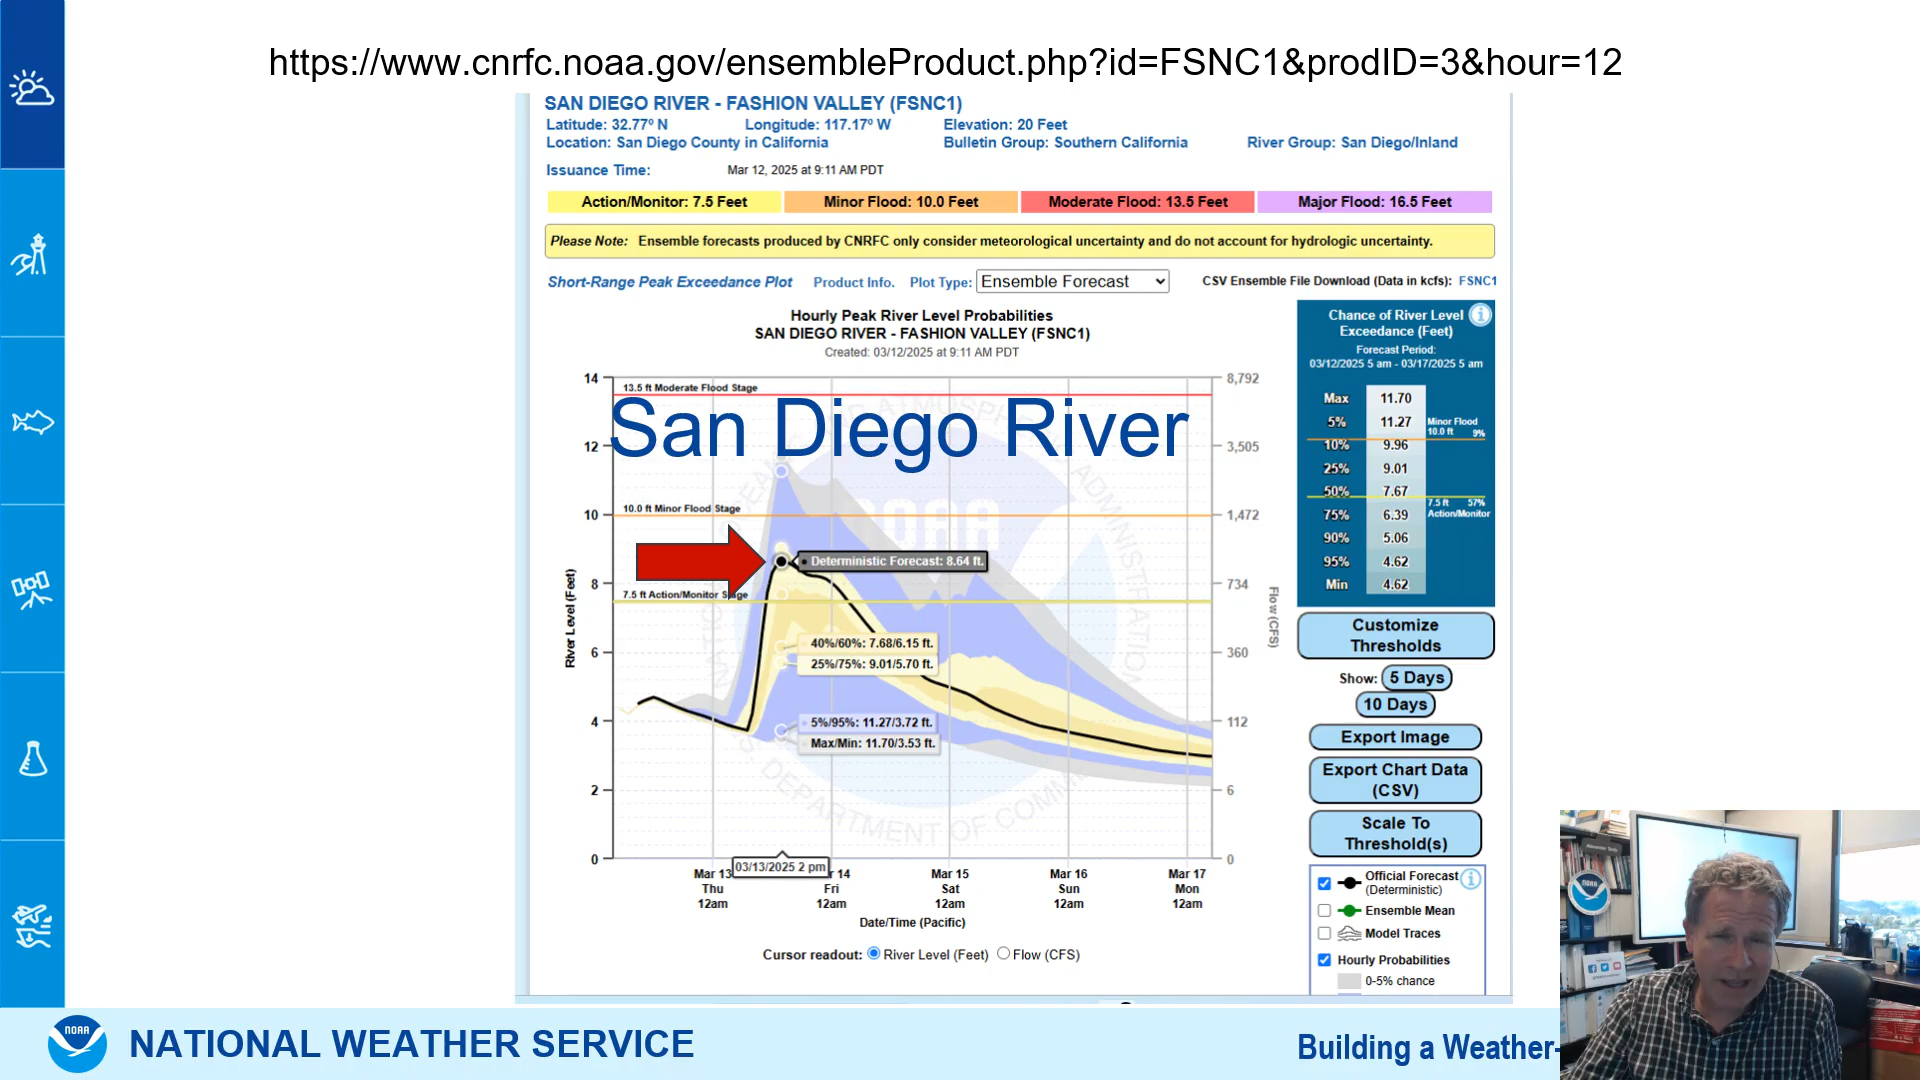 https://www.cnrfc.noaa.gov/ensembleProduct.php?id=FSNC1&prodID=3&hour=12
SAN DIEGO RIVER - FASHION VALLEY (FSNC1)
Latitude: 32.77º N Longitude: 117.17º W Elevation: 20 Feet
Location: San Diego County in California Bulletin Group: Southern California River Group: San Diego/Inland
Issuance Time: Mar 12, 2025 at 9:11 AM PDT
Action/Monitor: 7.5 Feet Minor Flood: 10.0 Feet Moderate Flood: 13.5 Feet Major Flood: 16.5 Feet
Please Note: Ensemble forecasts produced by CNRFC only consider meteorological uncertainty and do not account for hydrologic uncertainty.
Short-Range Peak Exceedance Plot Product Info. Plot Type: Ensemble Forecast CSV Ensemble File Download (Data in kcfs): FSNC1
Hourly Peak River Level Probabilities
SAN DIEGO RIVER - FASHION VALLEY (FSNC1)
Created: 03/12/2025 at 9:11 AM PDT
14 8,792
13.5 ft Moderate Flood Stage
San Diego River
12 3,505
10.0 ft Minor Flood Stage
10 1,472
Deterministic Forecast: 8.64 ft.
8 734
7.5 ft Action/Monitor S ge
40%/60%: 7.68/6.15 ft.
6 360
25%/75%: 9.01/5.70 ft.
4 112
5%/95%: 11.27/3.72 ft.
Max/Min: 11.70/3.53 ft.
2 6
0 0
River Level (Feet)
Flow (CFS)
NOAA
03/13/2025 2 pm
Mar 13 r 14 Mar 15 Mar 16 Mar 17
Thu Fri Sat Sun Mon
12am 12am 12am 12am 12am
Date/Time (Pacific)
Cursor readout: River Level (Feet) Flow (CFS)
Chance of River Level
Exceedance (Feet)
Forecast Period:
03/12/2025 5 am - 03/17/2025 5 am
Max 11.70
5% 11.27 Minor Flood
10.0 ft 9%
10% 9.96
25% 9.01
50% 7.67
7.5 ft 57%
75% 6.39 Action/Monitor
90% 5.06
95% 4.62
Min 4.62
Customize
Thresholds
Show: 5 Days
10 Days
Export Image
Export Chart Data
(CSV)
Scale To
Threshold(s)
Official Forecast
(Deterministic)
Ensemble Mean
Model Traces
Hourly Probabilities
0-5% chance
NOAA
NATIONAL WEATHER SERVICE
Building a Weather-
NOAA